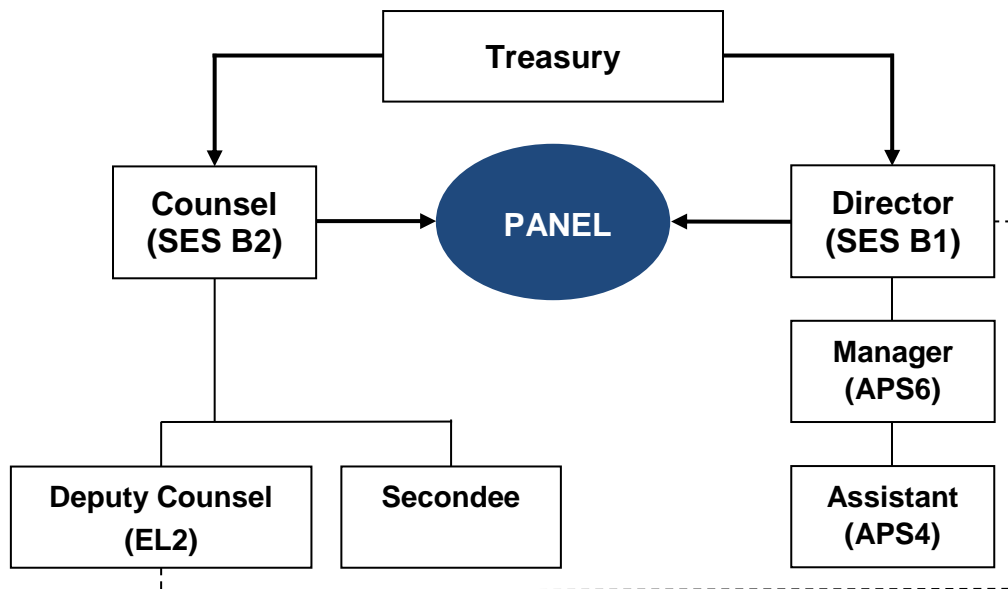 Treasury
Counsel
(SES B2)
PANEL
Director
(SES B1)
Manager
(APS6)
Deputy Counsel
(EL2)
Secondee
Assistant
(APS4)